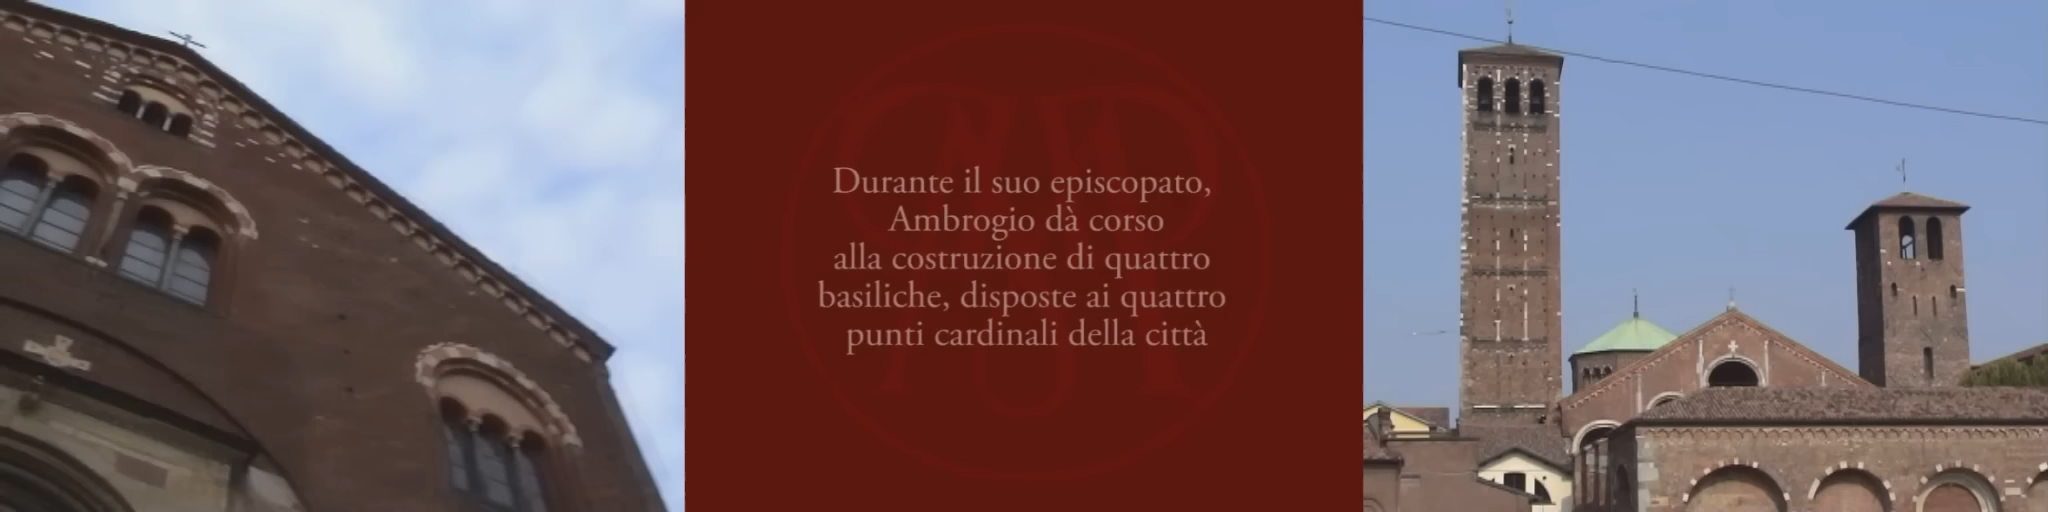 Durante il suo episcopato,
Ambrogio dà corso
alla costruzione di quattro
basiliche, disposte ai quattro
punti cardinali della città